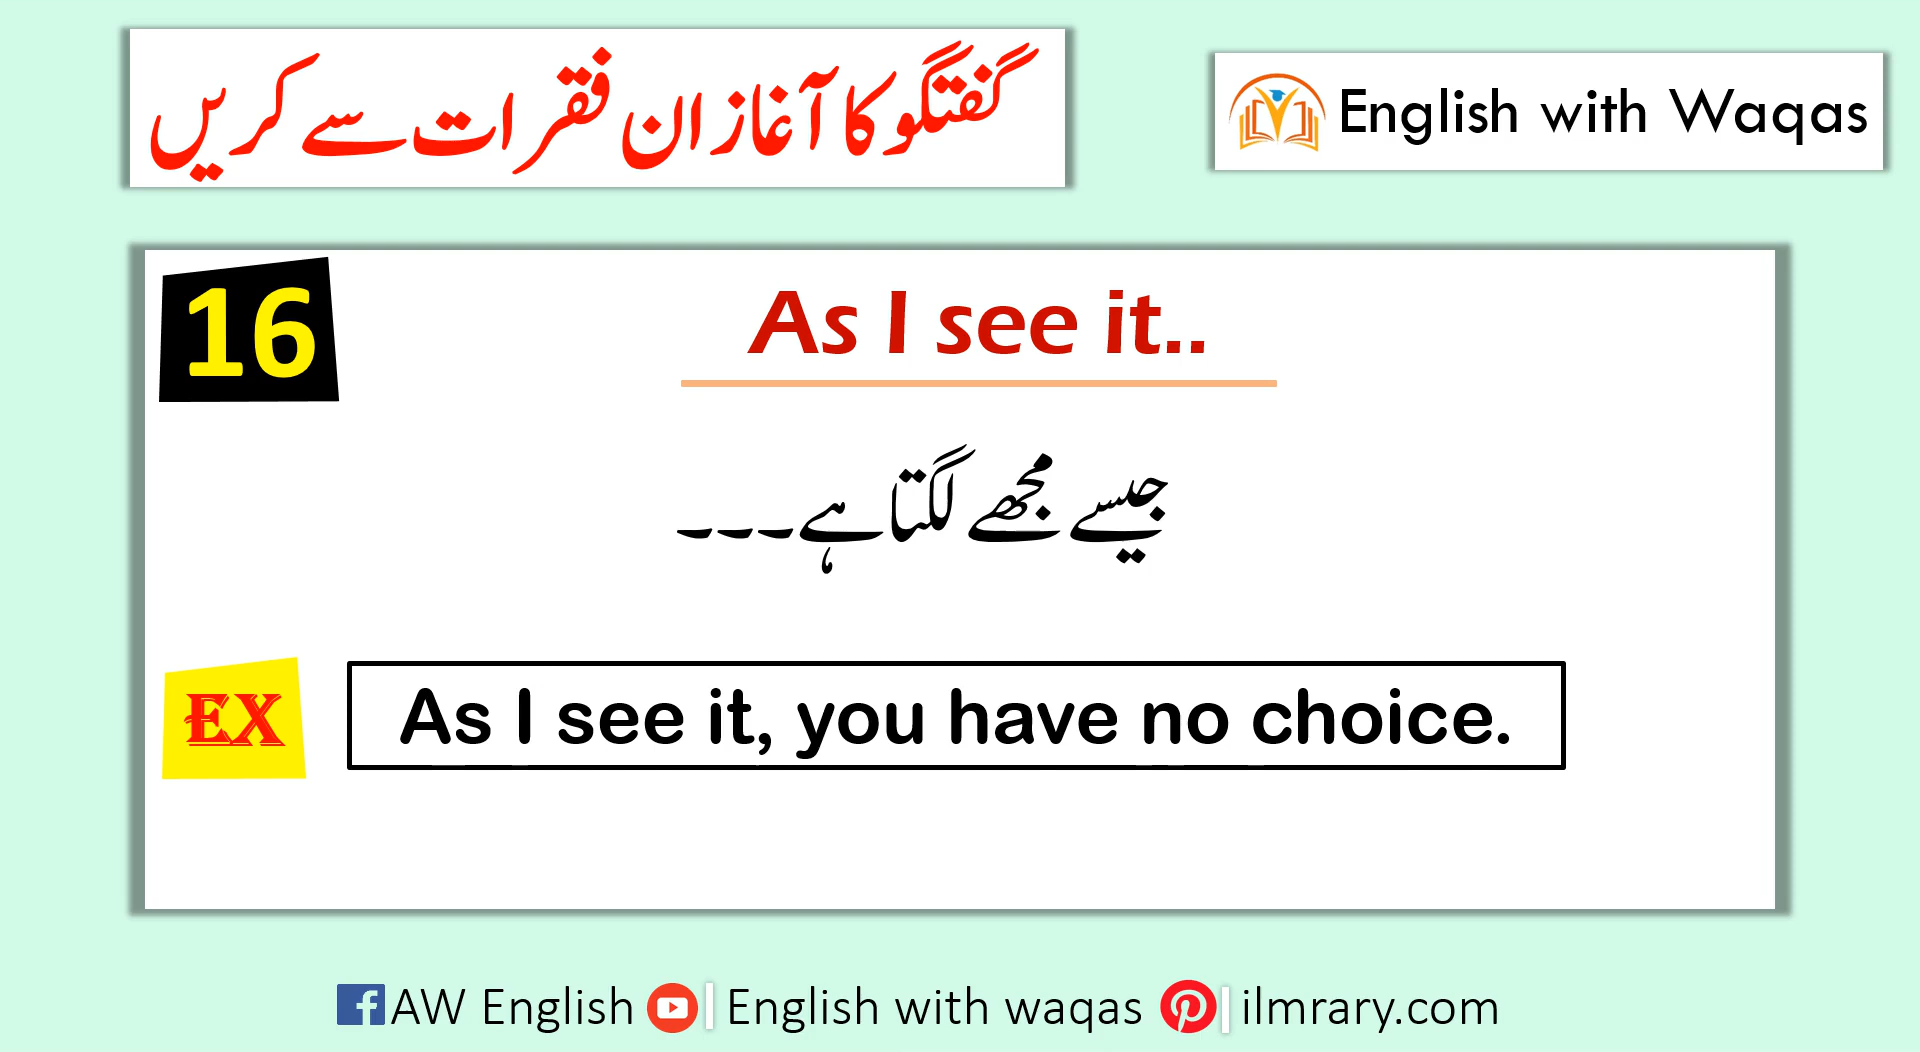 گفتگو کا آغاز ان فقرات سے کریں
English with Waqas
16
As I see it..
جیسے مجھے لگتا ہے۔۔۔
EX
As I see it, you have no choice.
AW English | English with waqas | ilmrary.com